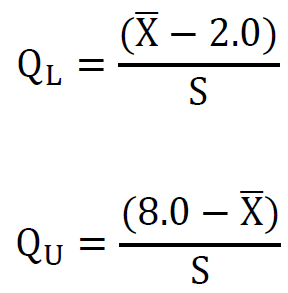 Q_L = (X̅ − 2.0) / S
Q_U = (8.0 − X̅) / S